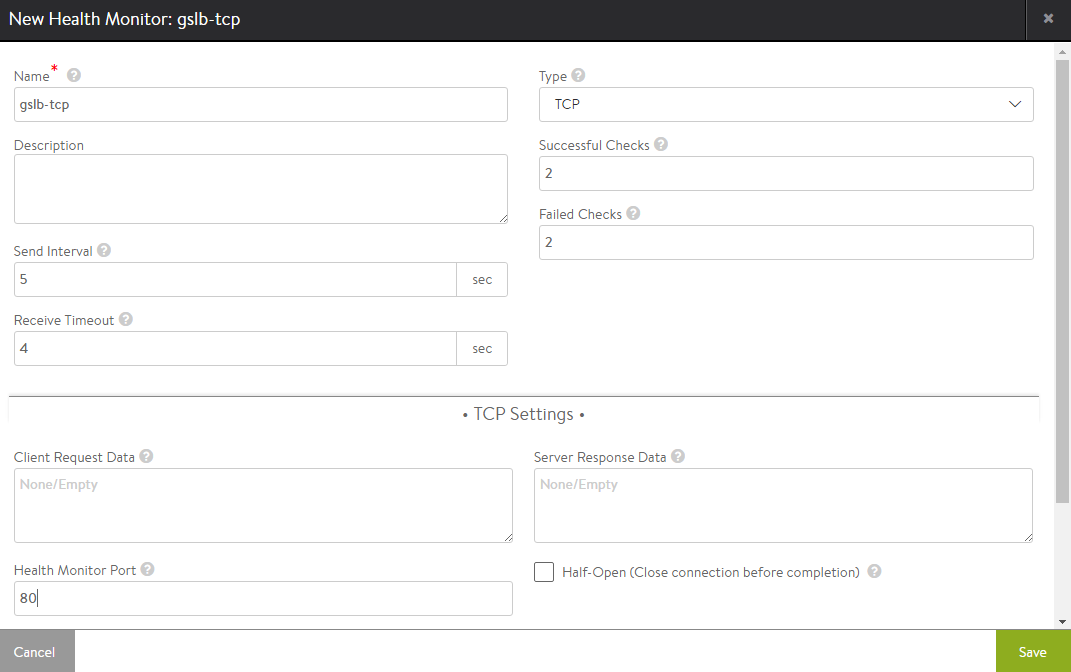 New Health Monitor: gslb-tcp
Name* ?
gslb-tcp
Type ?
TCP
Description
Successful Checks ?
2
Failed Checks ?
2
Send Interval ?
5
sec
Receive Timeout ?
4
sec
• TCP Settings •
Client Request Data ?
None/Empty
Server Response Data ?
None/Empty
Health Monitor Port ?
80
Half-Open (Close connection before completion) ?
Cancel
Save